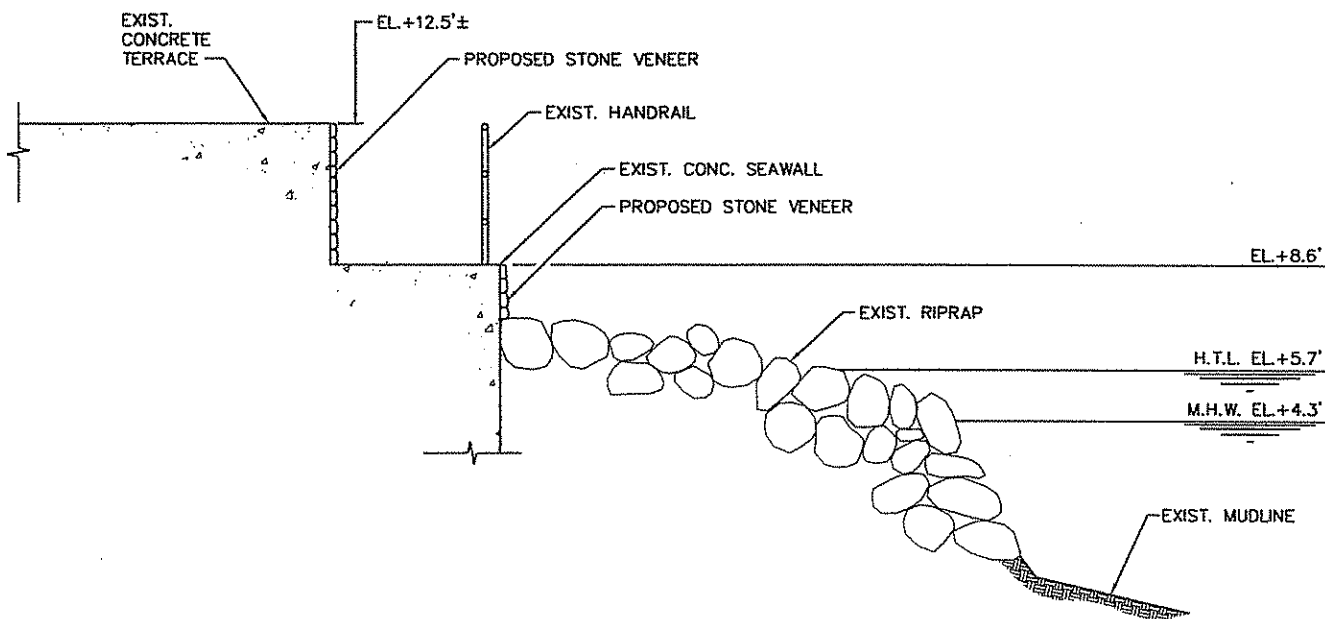 EXIST.
CONCRETE
TERRACE
EL.+12.5'±
PROPOSED STONE VENEER
EXIST. HANDRAIL
EXIST. CONC. SEAWALL
PROPOSED STONE VENEER
EL.+8.6'
EXIST. RIPRAP
H.T.L. EL.+5.7'
M.H.W. EL.+4.3'
EXIST. MUDLINE